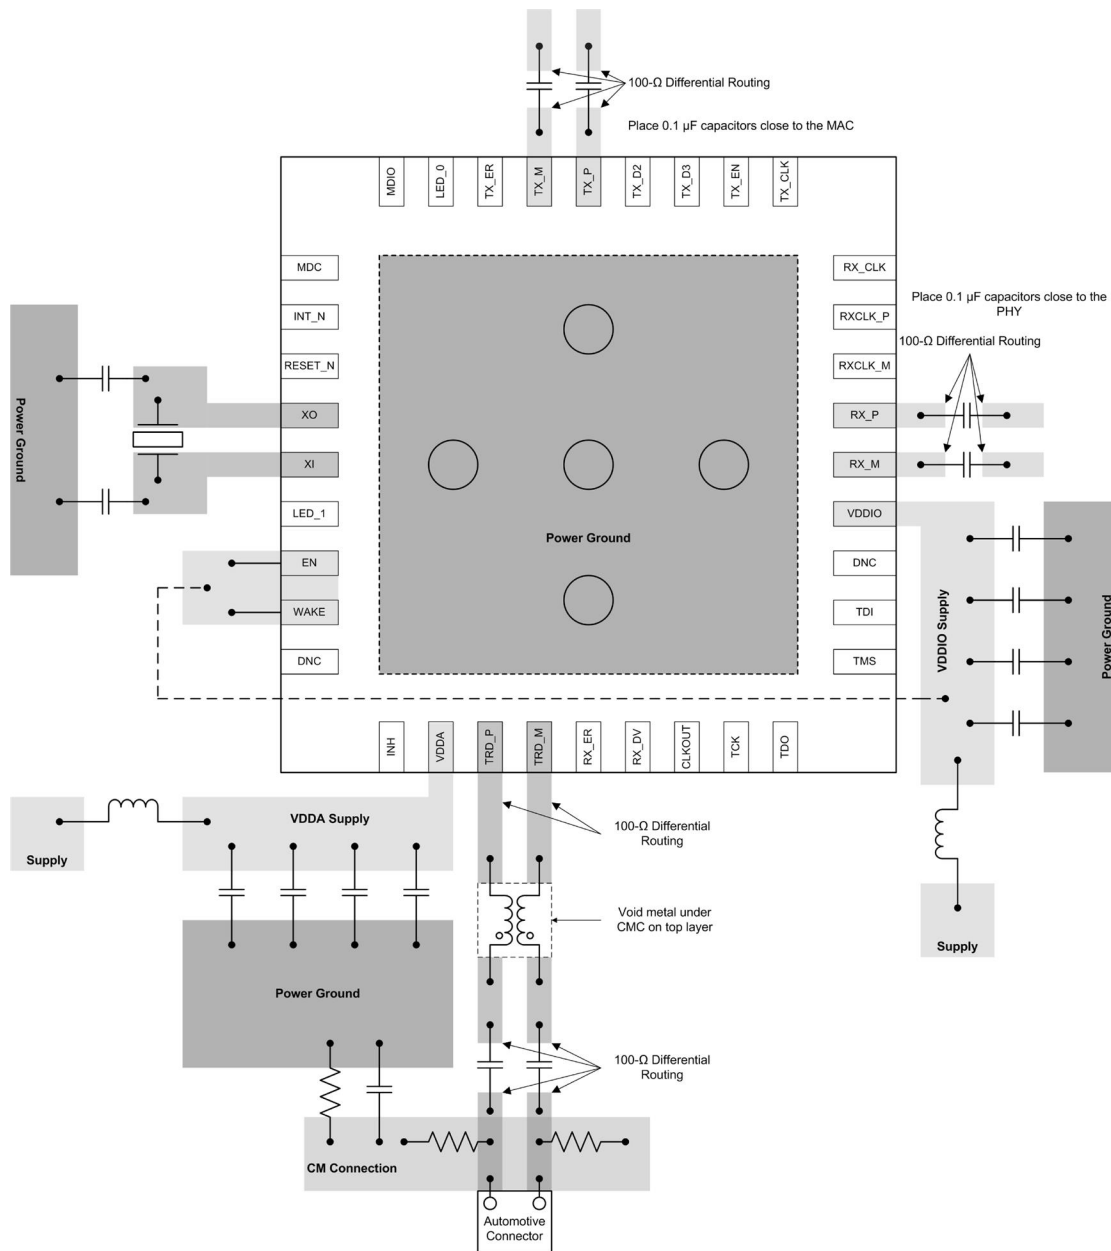 100-Ω Differential Routing
Place 0.1 µF capacitors close to the MAC
MDIO
LED_0
TX_ER
TX_M
TX_P
TX_D2
TX_D3
TX_EN
TX_CLK
MDC
INT_N
RESET_N
XO
XI
LED_1
EN
WAKE
DNC
Power Ground
Power Ground
RX_CLK
RXCLK_P
RXCLK_M
RX_P
RX_M
VDDIO
DNC
TDI
TMS
Place 0.1 µF capacitors close to the
PHY
100-Ω Differential Routing
VDDIO Supply
Power Ground
INH
VDDA
TRD_P
TRD_M
RX_ER
RX_DV
CLKOUT
TCK
TDO
VDDA Supply
Supply
100-Ω Differential
Routing
Void metal under
CMC on top layer
Supply
Power Ground
100-Ω Differential
Routing
CM Connection
Automotive
Connector